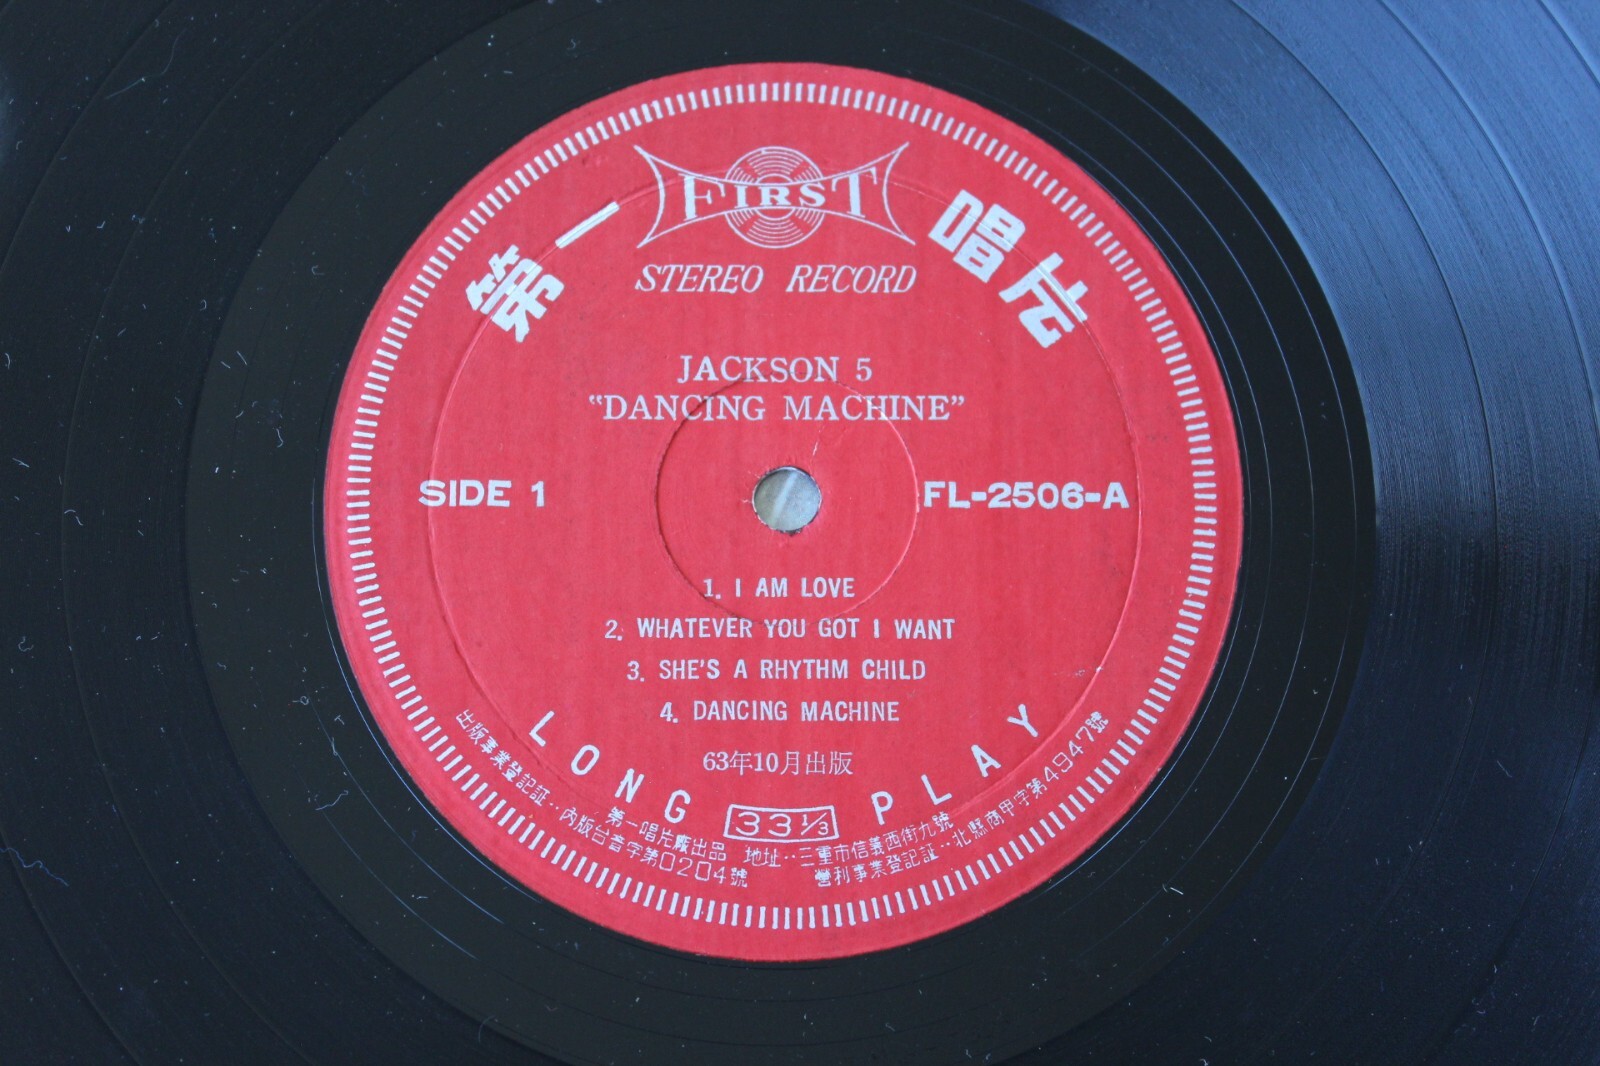 FIRST
第一唱片
STEREO RECORD
JACKSON 5
“DANCING MACHINE”
SIDE 1
FL-2506-A
1. I AM LOVE
2. WHATEVER YOU GOT I WANT
3. SHE'S A RHYTHM CHILD
4. DANCING MACHINE
63年10月出版
LONG PLAY
33 1/3
第一唱片廠出品 地址‥三重市信義西街九號
出版事業登記証‥內版台音字第0204號
營利事業登記証‥北縣商甲字第4947號